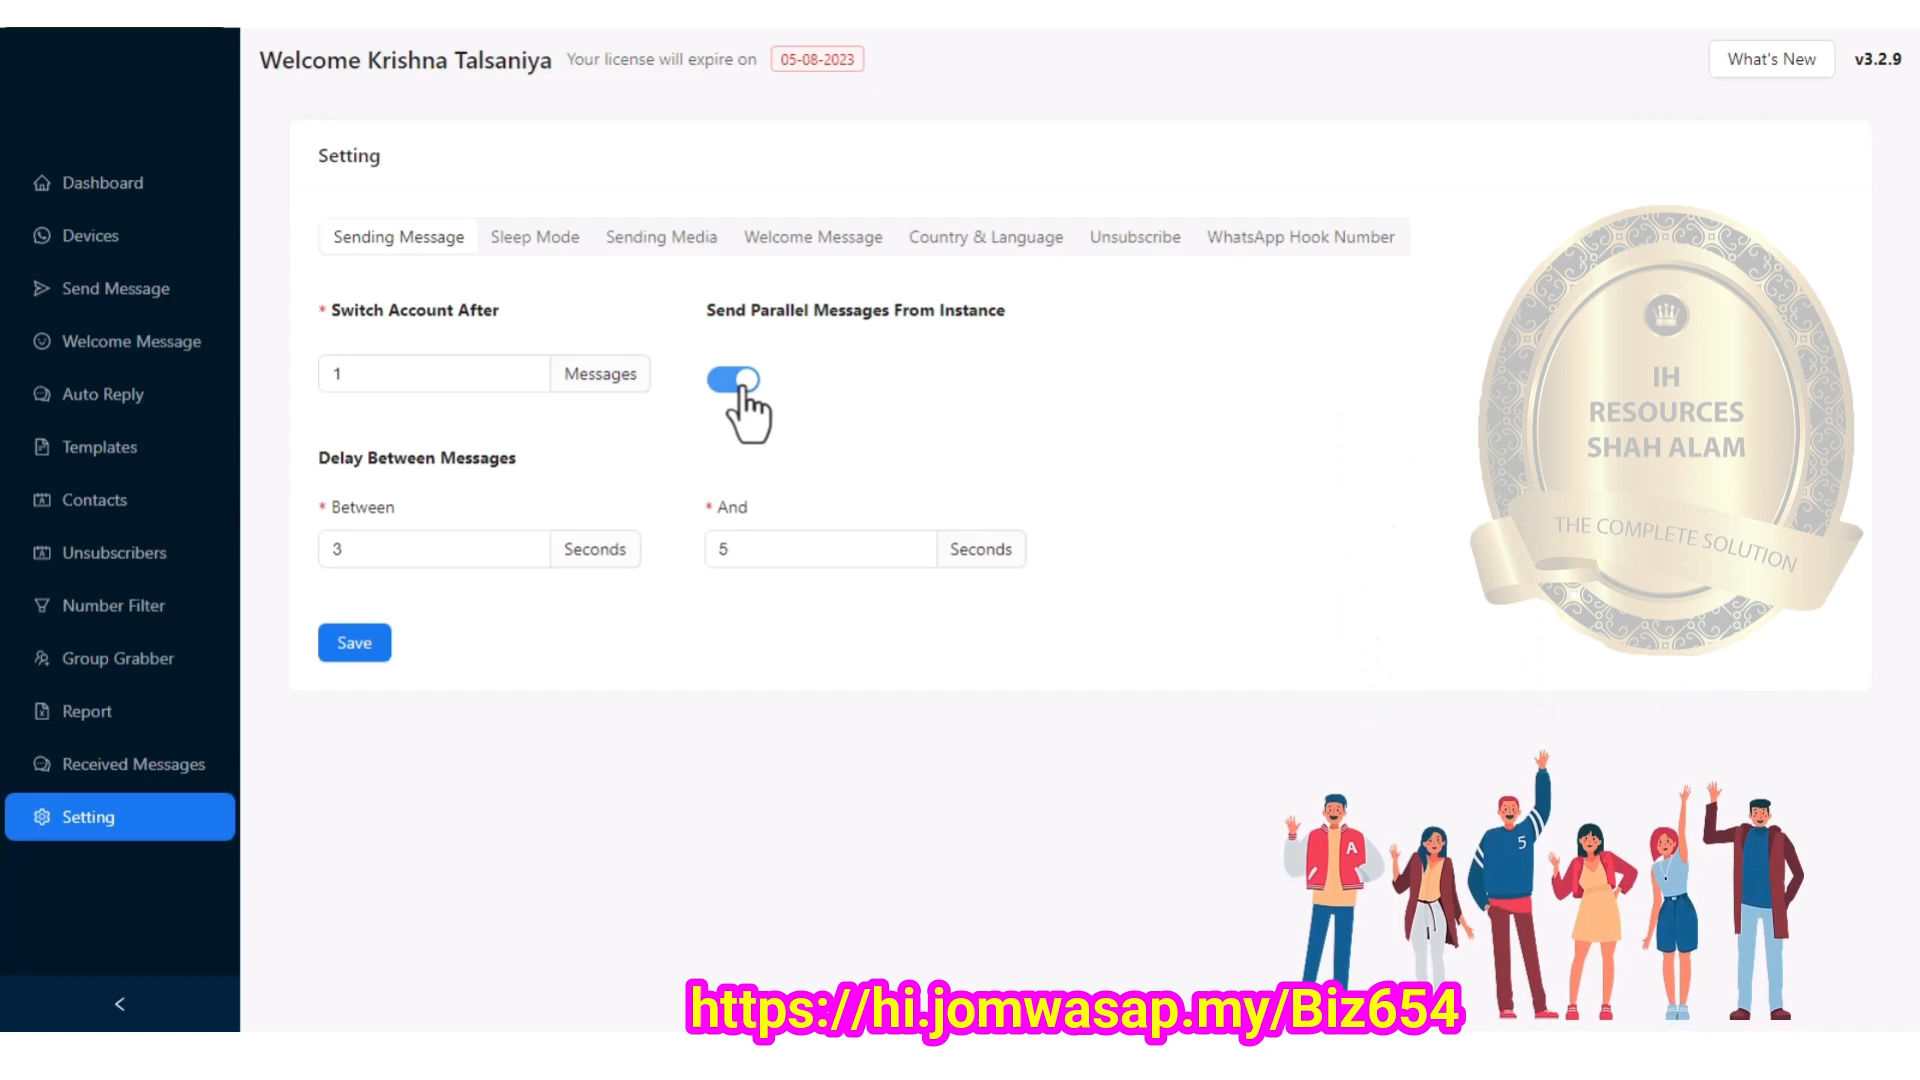 Welcome Krishna Talsaniya Your license will expire on 05-08-2023 What's New v3.2.9
Dashboard
Devices
Send Message
Welcome Message
Auto Reply
Templates
Contacts
Unsubscribers
Number Filter
Group Grabber
Report
Received Messages
Setting
<
Setting
Sending Message Sleep Mode Sending Media Welcome Message Country & Language Unsubscribe WhatsApp Hook Number
* Switch Account After Send Parallel Messages From Instance
1 Messages
Delay Between Messages
* Between * And
3 Seconds 5 Seconds
Save
IH
RESOURCES
SHAH ALAM
THE COMPLETE SOLUTION
A
5
https://hi.jomwasap.my/Biz654